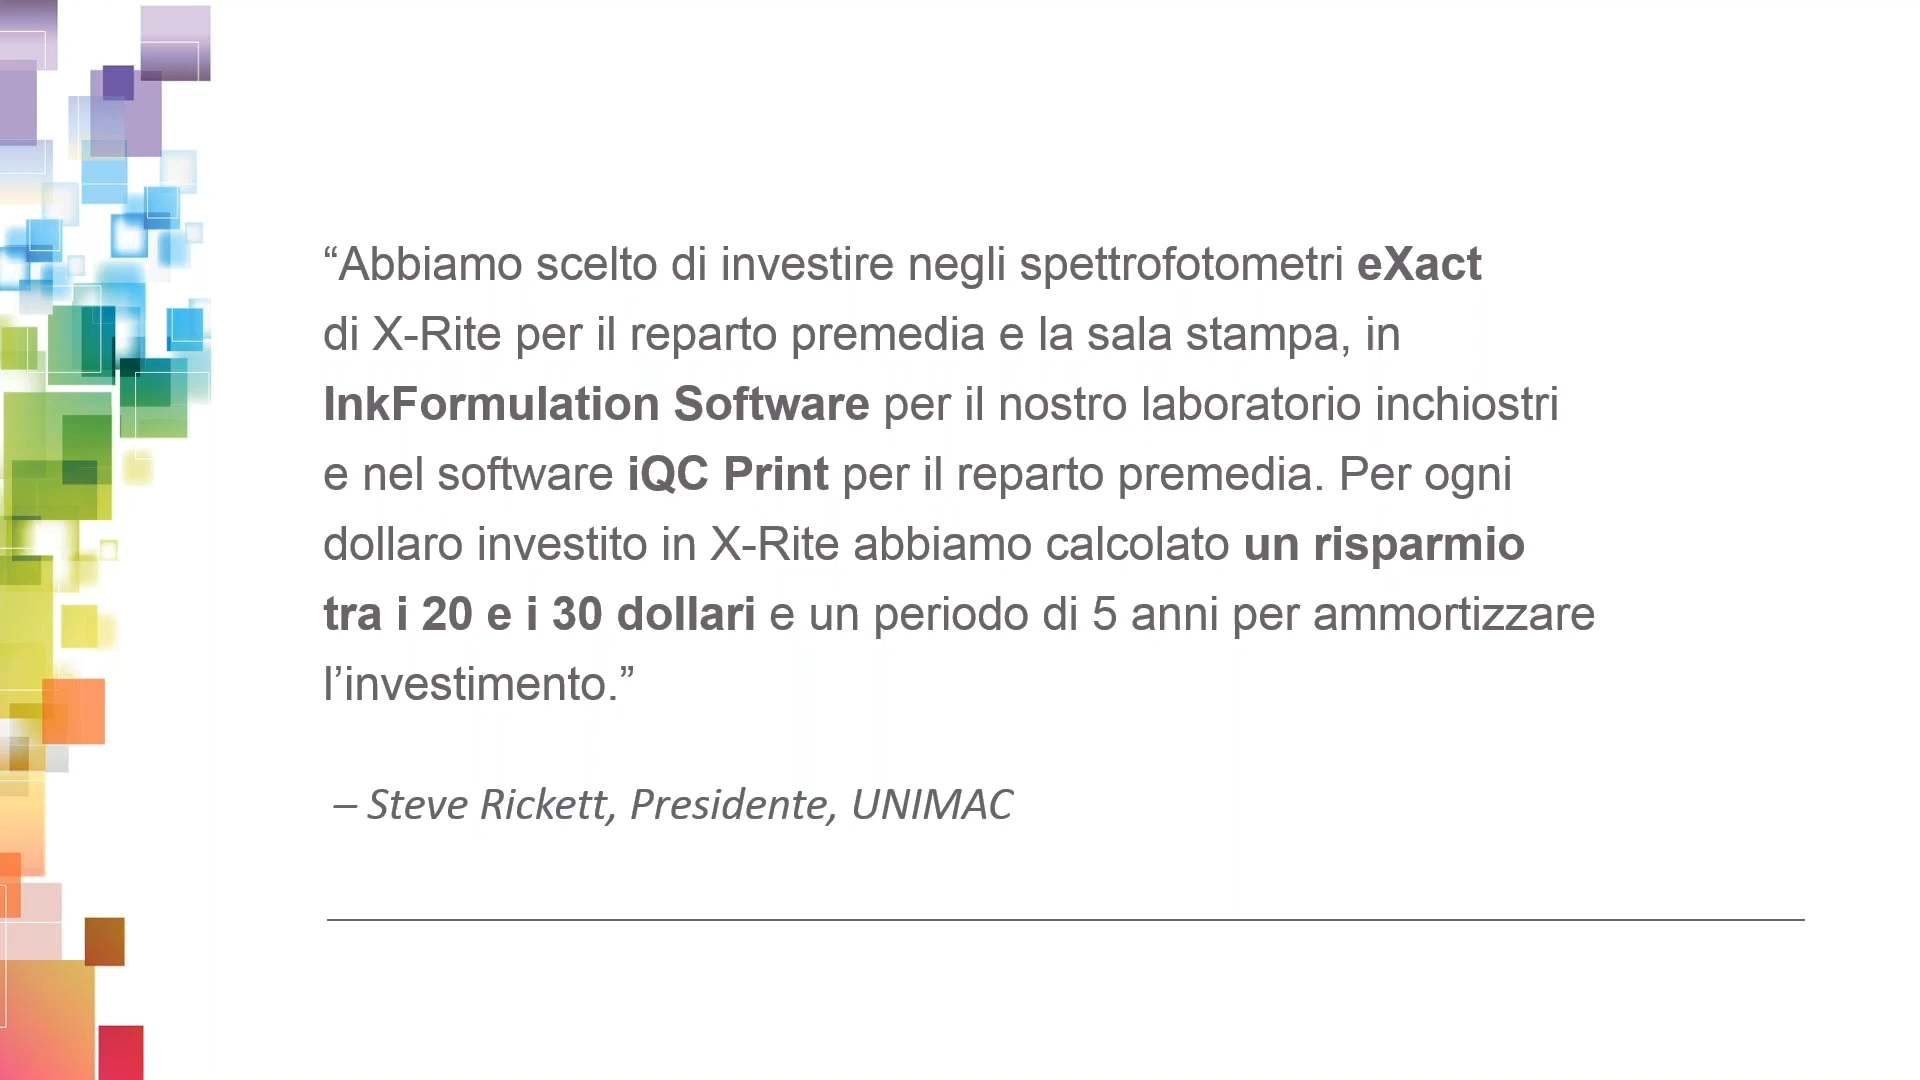 “Abbiamo scelto di investire negli spettrofotometri eXact
di X-Rite per il reparto premedia e la sala stampa, in
InkFormulation Software per il nostro laboratorio inchiostri
e nel software iQC Print per il reparto premedia. Per ogni
dollaro investito in X-Rite abbiamo calcolato un risparmio
tra i 20 e i 30 dollari e un periodo di 5 anni per ammortizzare
l’investimento.”
– Steve Rickett, Presidente, UNIMAC